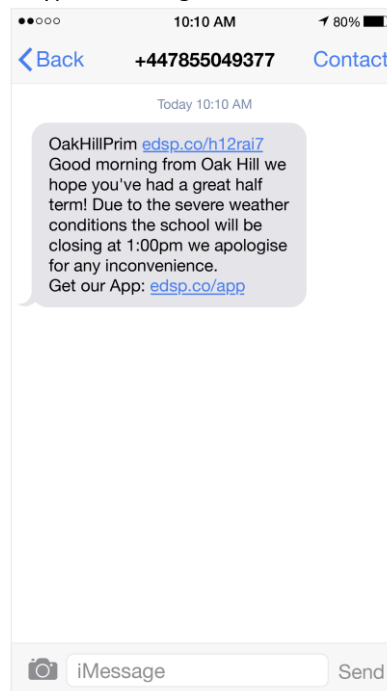 10:10 AM
80%
Back
+447855049377
Contact
Today 10:10 AM
OakHillPrim edsp.co/h12rai7
Good morning from Oak Hill we
hope you've had a great half
term! Due to the severe weather
conditions the school will be
closing at 1:00pm we apologise
for any inconvenience.
Get our App: edsp.co/app
iMessage
Send